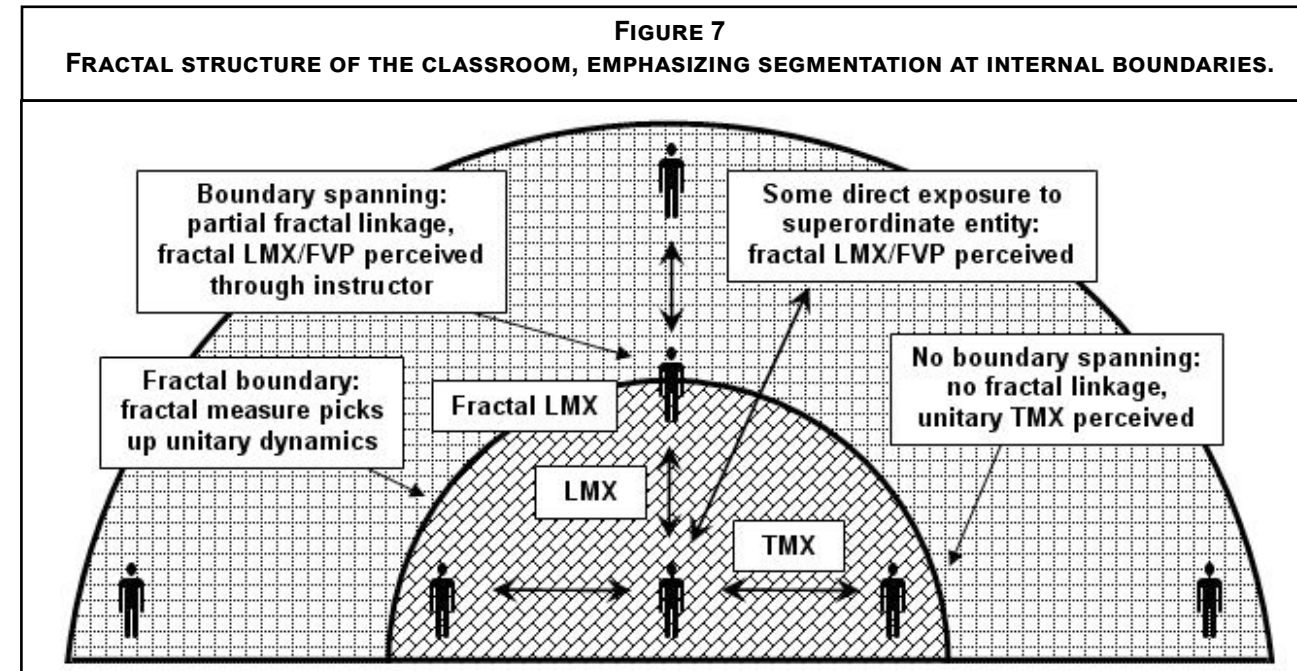 FIGURE 7
FRACTAL STRUCTURE OF THE CLASSROOM, EMPHASIZING SEGMENTATION AT INTERNAL BOUNDARIES.
Boundary spanning:
partial fractal linkage,
fractal LMX/FVP perceived
through instructor
Some direct exposure to
superordinate entity:
fractal LMX/FVP perceived
Fractal boundary:
fractal measure picks
up unitary dynamics
Fractal LMX
No boundary spanning:
no fractal linkage,
unitary TMX perceived
LMX
TMX